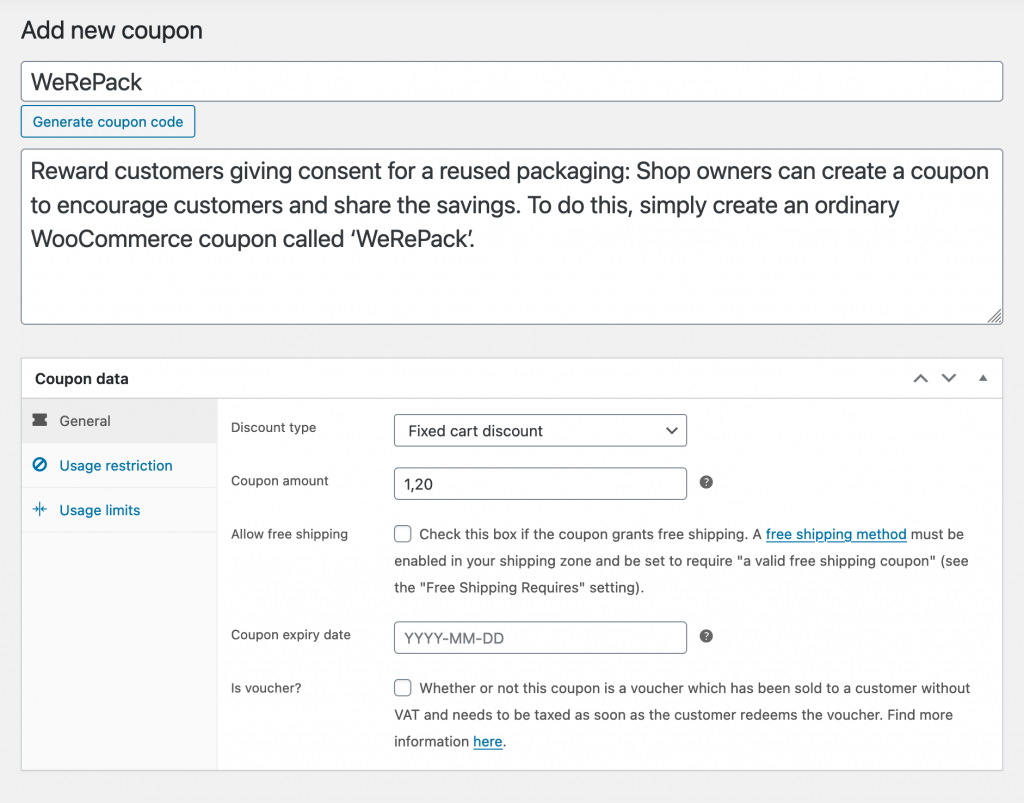 Add new coupon
WeRePack
Generate coupon code
Reward customers giving consent for a reused packaging: Shop owners can create a coupon
to encourage customers and share the savings. To do this, simply create an ordinary
WooCommerce coupon called ‘WeRePack’.
Coupon data
General
Usage restriction
Usage limits
Discount type
Fixed cart discount
Coupon amount
1,20
?
Allow free shipping
Check this box if the coupon grants free shipping. A free shipping method must be
enabled in your shipping zone and be set to require "a valid free shipping coupon" (see
the "Free Shipping Requires" setting).
Coupon expiry date
YYYY-MM-DD
?
Is voucher?
Whether or not this coupon is a voucher which has been sold to a customer without
VAT and needs to be taxed as soon as the customer redeems the voucher. Find more
information here.